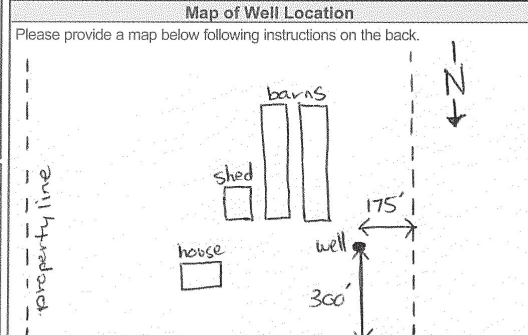 Map of Well Location
Please provide a map below following instructions on the back.
N
barns
shed
175'
property line
well
house
300'